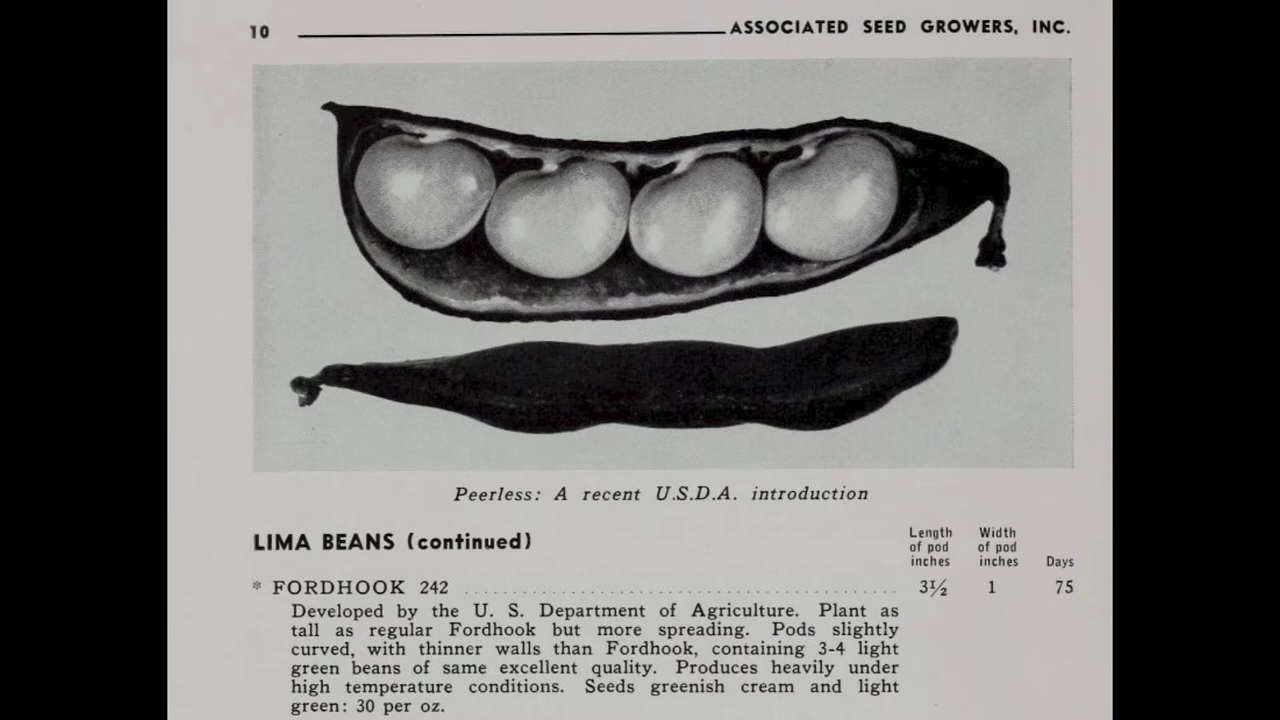 10 ASSOCIATED SEED GROWERS, INC.
Peerless: A recent U.S.D.A. introduction
LIMA BEANS (continued)
Length of pod inches
Width of pod inches
Days
* FORDHOOK 242 ........................................ 3½ 1 75
Developed by the U. S. Department of Agriculture. Plant as
tall as regular Fordhook but more spreading. Pods slightly
curved, with thinner walls than Fordhook, containing 3-4 light
green beans of same excellent quality. Produces heavily under
high temperature conditions. Seeds greenish cream and light
green: 30 per oz.